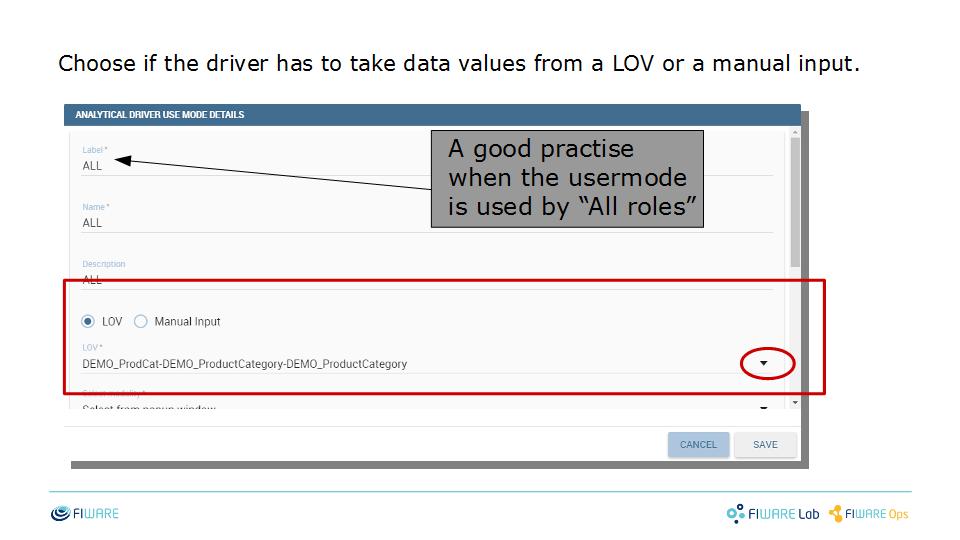 Choose if the driver has to take data values from a LOV or a manual input.
ANALYTICAL DRIVER USE MODE DETAILS
Label*
ALL
A good practise
when the usermode
is used by “All roles”
Name*
ALL
Description
ALL
LOV Manual Input
LOV*
DEMO_ProdCat-DEMO_ProductCategory-DEMO_ProductCategory
Select modality*
Select from popup window
CANCEL SAVE
FIWARE
FIWARE Lab
FIWARE Ops